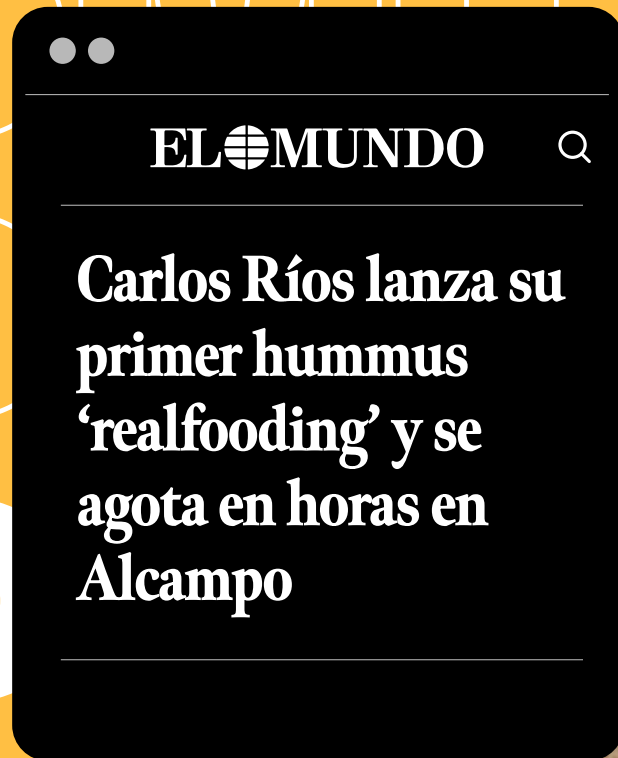 EL MUNDO
Carlos Ríos lanza su
primer hummus
‘realfooding’ y se
agota en horas en
Alcampo